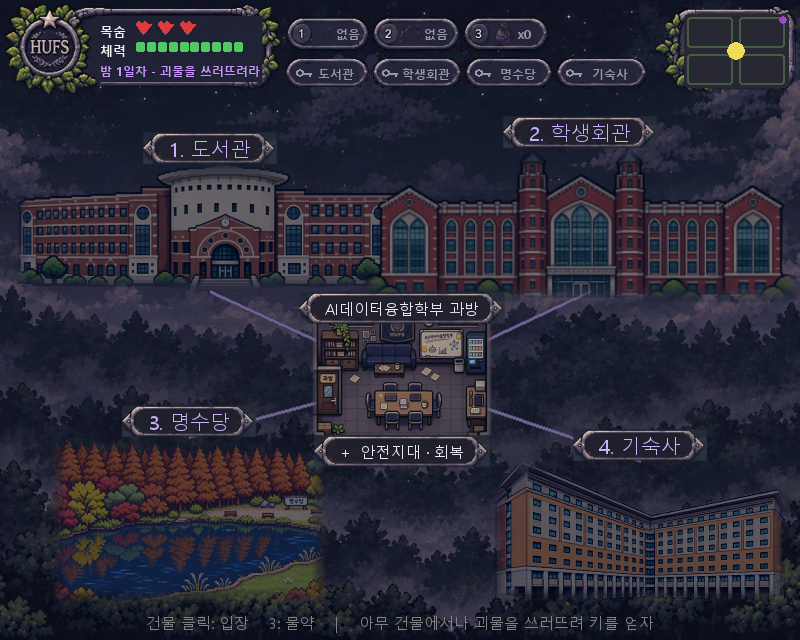 HUFS
목숨
체력
밤 1일차 - 괴물을 쓰러뜨려라
1 없음
2 없음
3 x0
도서관
학생회관
명수당
기숙사
1. 도서관
2. 학생회관
AI데이터융합학부 과방
과방
명수당
3. 명수당
+ 안전지대 · 회복
4. 기숙사
건물 클릭: 입장 3: 물약 | 아무 건물에서나 괴물을 쓰러뜨려 키를 얻자